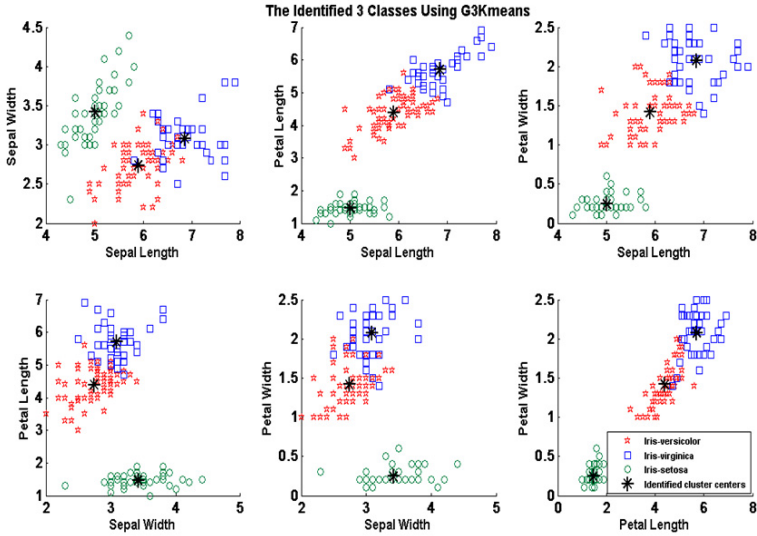 The Identified 3 Classes Using G3Kmeans
4.5
4
3.5
3
2.5
2
Sepal Width
4 5 6 7 8
Sepal Length
7
6
5
4
3
2
1
Petal Length
4 5 6 7 8
Sepal Length
2.5
2
1.5
1
0.5
0
Petal Width
4 5 6 7 8
Sepal Length
7
6
5
4
3
2
1
Petal Length
2 3 4 5
Sepal Width
2.5
2
1.5
1
0.5
0
Petal Width
2 3 4 5
Sepal Width
2.5
2
1.5
1
0.5
0
Petal Width
0 2 4 6 8
Petal Length
Iris-versicolor
Iris-virginica
Iris-setosa
Identified cluster centers